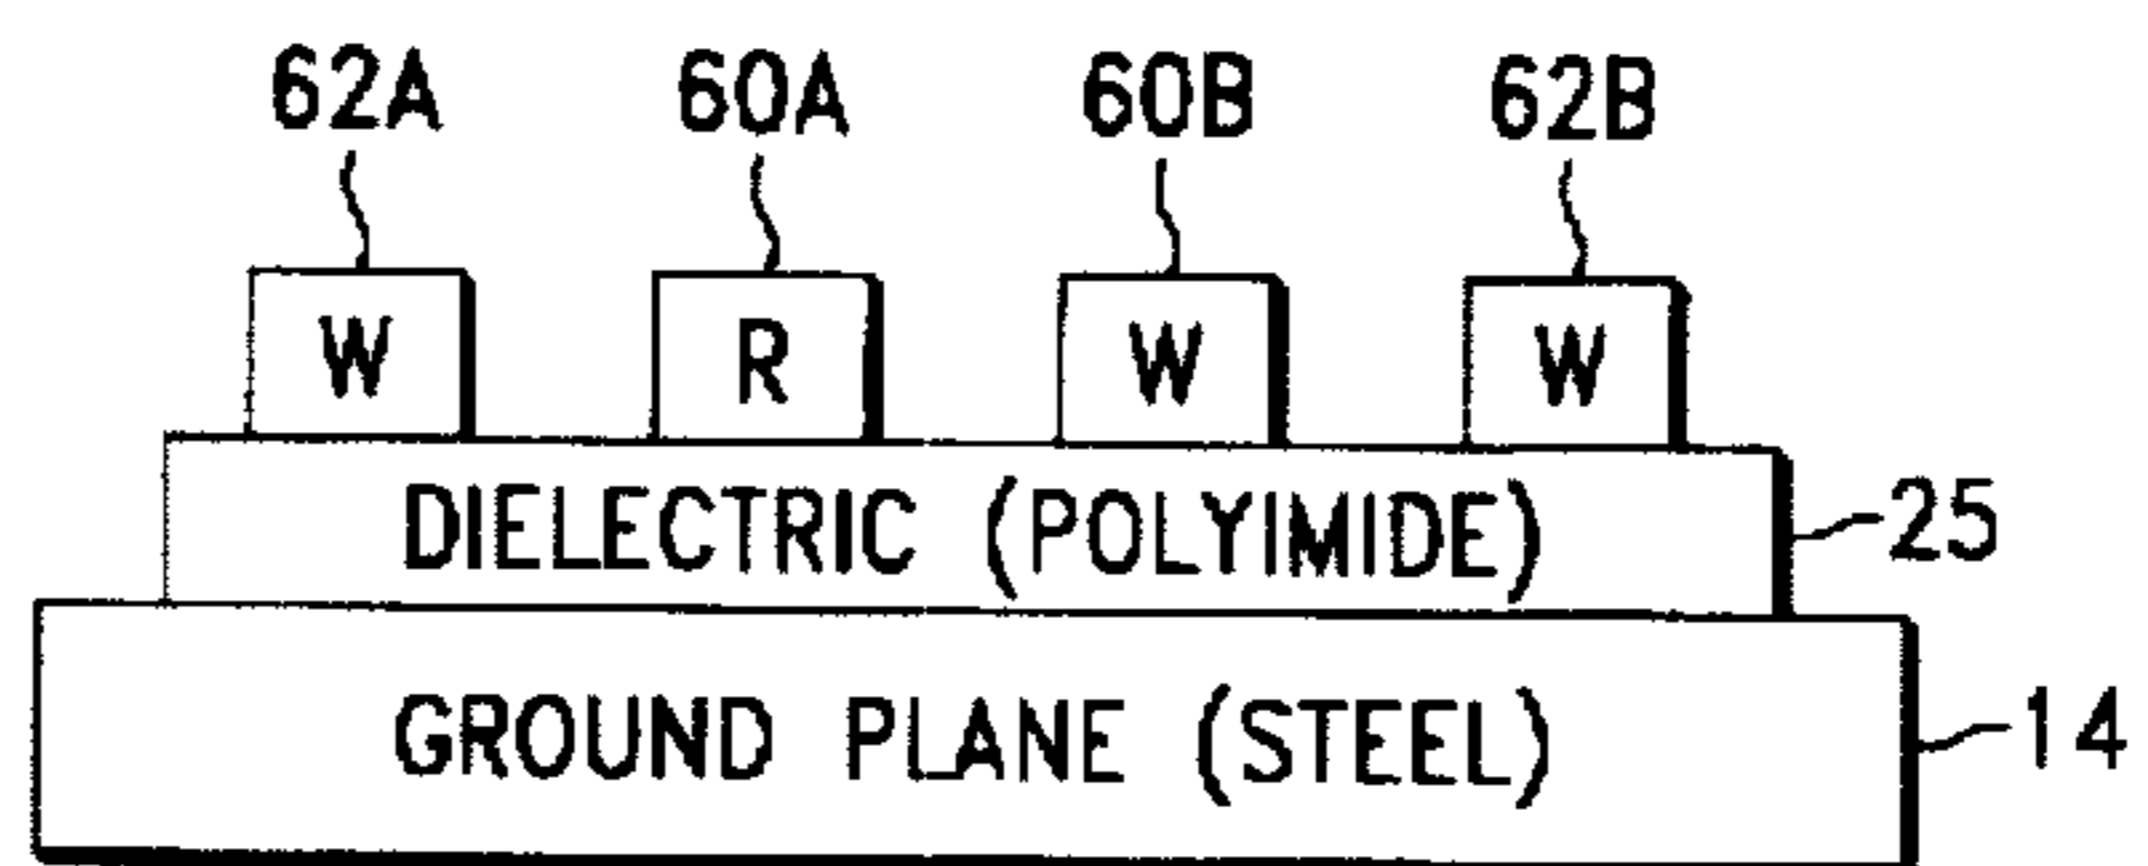 62A 60A 60B 62B
W R W W
DIELECTRIC (POLYIMIDE) 25
GROUND PLANE (STEEL) 14